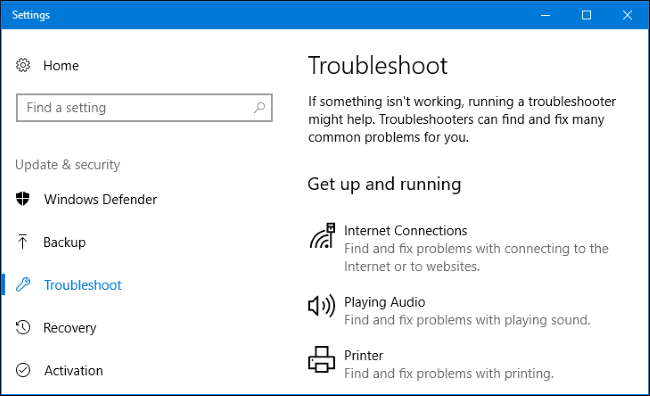 Settings
Home
Find a setting
Update & security
Windows Defender
Backup
Troubleshoot
Recovery
Activation
Troubleshoot
If something isn't working, running a troubleshooter
might help. Troubleshooters can find and fix many
common problems for you.
Get up and running
Internet Connections
Find and fix problems with connecting to the
Internet or to websites.
Playing Audio
Find and fix problems with playing sound.
Printer
Find and fix problems with printing.